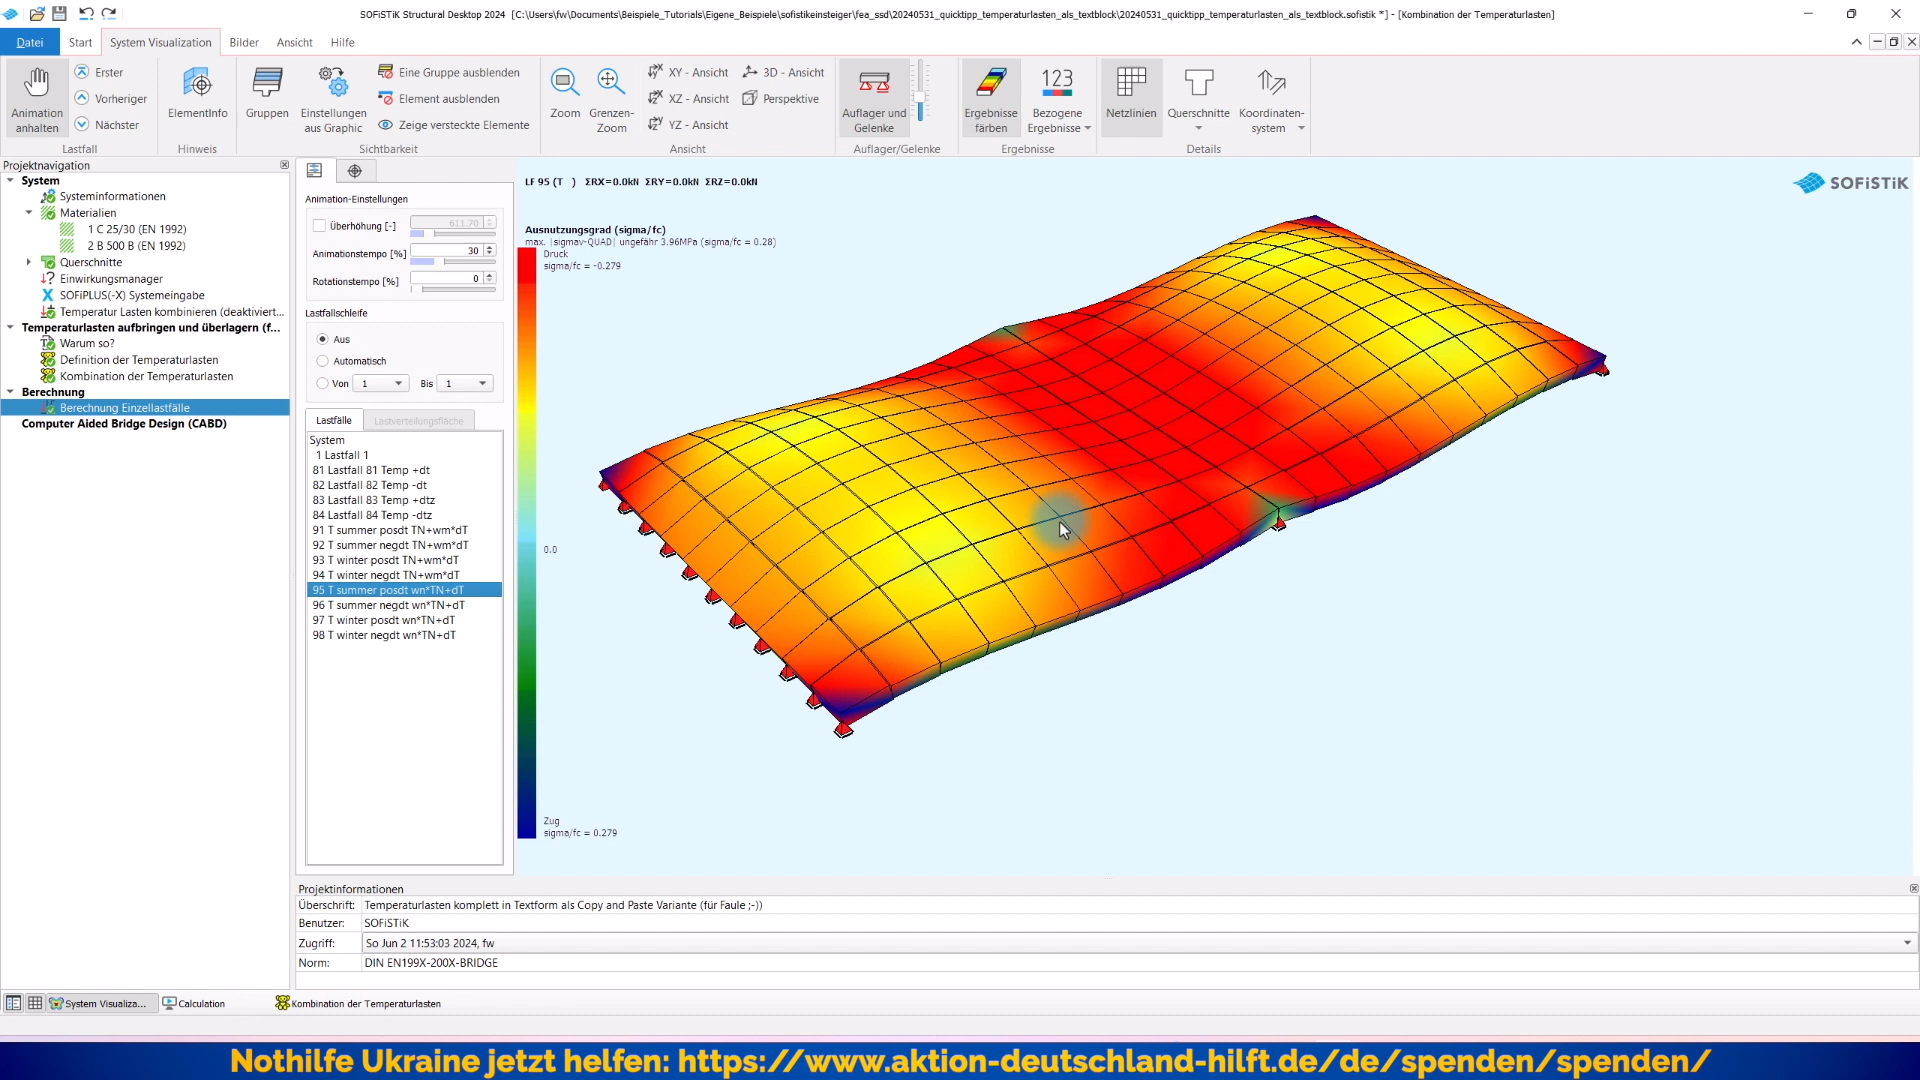 SOFiSTiK Structural Desktop 2024 [C:\Users\fw\Documents\Beispiele_Tutorials\Eigene_Beispiele\sofistikeinsteiger\fea_ssd\20240531_quicktipp_temperaturlasten_als_textblock\20240531_quicktipp_temperaturlasten_als_textblock.sofistik *] - [Kombination der Temperaturlasten]
Datei Start System Visualization Bilder Ansicht Hilfe
Animation anhalten
Erster
Vorheriger
Nächster
Lastfall
ElementInfo
Hinweis
Gruppen
Einstellungen aus Graphic
Eine Gruppe ausblenden
Element ausblenden
Zeige versteckte Elemente
Sichtbarkeit
Zoom
Grenzen-Zoom
XY - Ansicht
XZ - Ansicht
YZ - Ansicht
3D - Ansicht
Perspektive
Ansicht
Auflager und Gelenke
Auflager/Gelenke
Ergebnisse färben
123
Bezogene Ergebnisse
Ergebnisse
Netzlinien
Querschnitte
Koordinaten-system
Details
Projektnavigation
System
Systeminformationen
Materialien
1 C 25/30 (EN 1992)
2 B 500 B (EN 1992)
Querschnitte
Einwirkungsmanager
SOFiPLUS(-X) Systemeingabe
Temperatur Lasten kombinieren (deaktiviert...
Temperaturlasten aufbringen und überlagern (f...
Warum so?
Definition der Temperaturlasten
Kombination der Temperaturlasten
Berechnung
Berechnung Einzellastfälle
Computer Aided Bridge Design (CABD)
Animation-Einstellungen
Überhöhung [-] 611.70
Animationstempo [%] 30
Rotationstempo [%] 0
Lastfallschleife
Aus
Automatisch
Von 1 Bis 1
Lastfälle Lastverteilungsfläche
System
1 Lastfall 1
81 Lastfall 81 Temp +dt
82 Lastfall 82 Temp -dt
83 Lastfall 83 Temp +dtz
84 Lastfall 84 Temp -dtz
91 T summer posdt TN+wm*dT
92 T summer negdt TN+wm*dT
93 T winter posdt TN+wm*dT
94 T winter negdt TN+wm*dT
95 T summer posdt wn*TN+dT
96 T summer negdt wn*TN+dT
97 T winter posdt wn*TN+dT
98 T winter negdt wn*TN+dT
LF 95 (T ) ΣRX=0.0kN ΣRY=0.0kN ΣRZ=0.0kN
SOFiSTiK
Ausnutzungsgrad (sigma/fc)
max. |sigmav-QUAD| ungefähr 3.96MPa (sigma/fc = 0.28)
Druck
sigma/fc = -0.279
0.0
Zug
sigma/fc = 0.279
Projektinformationen
Überschrift: Temperaturlasten komplett in Textform als Copy and Paste Variante (für Faule ;-))
Benutzer: SOFiSTiK
Zugriff: So Jun 2 11:53:03 2024, fw
Norm: DIN EN199X-200X-BRIDGE
System Visualiza... Calculation Kombination der Temperaturlasten
Nothilfe Ukraine jetzt helfen: https://www.aktion-deutschland-hilft.de/de/spenden/spenden/